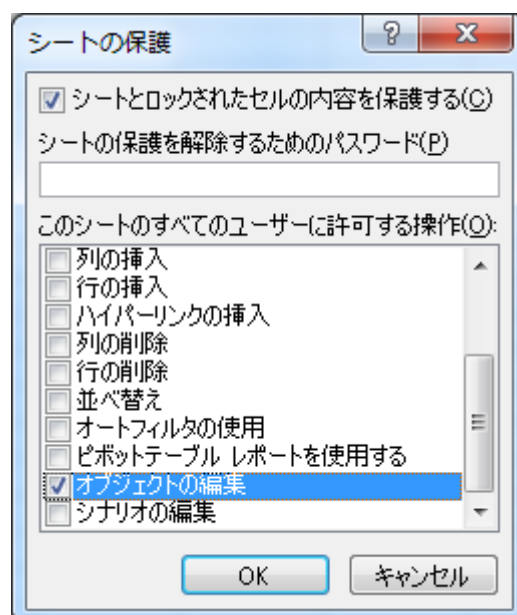 シートの保護
シートとロックされたセルの内容を保護する(C)
シートの保護を解除するためのパスワード(P)
このシートのすべてのユーザーに許可する操作(O):
列の挿入
行の挿入
ハイパーリンクの挿入
列の削除
行の削除
並べ替え
オートフィルタの使用
ピボットテーブル レポートを使用する
オブジェクトの編集
シナリオの編集
OK キャンセル